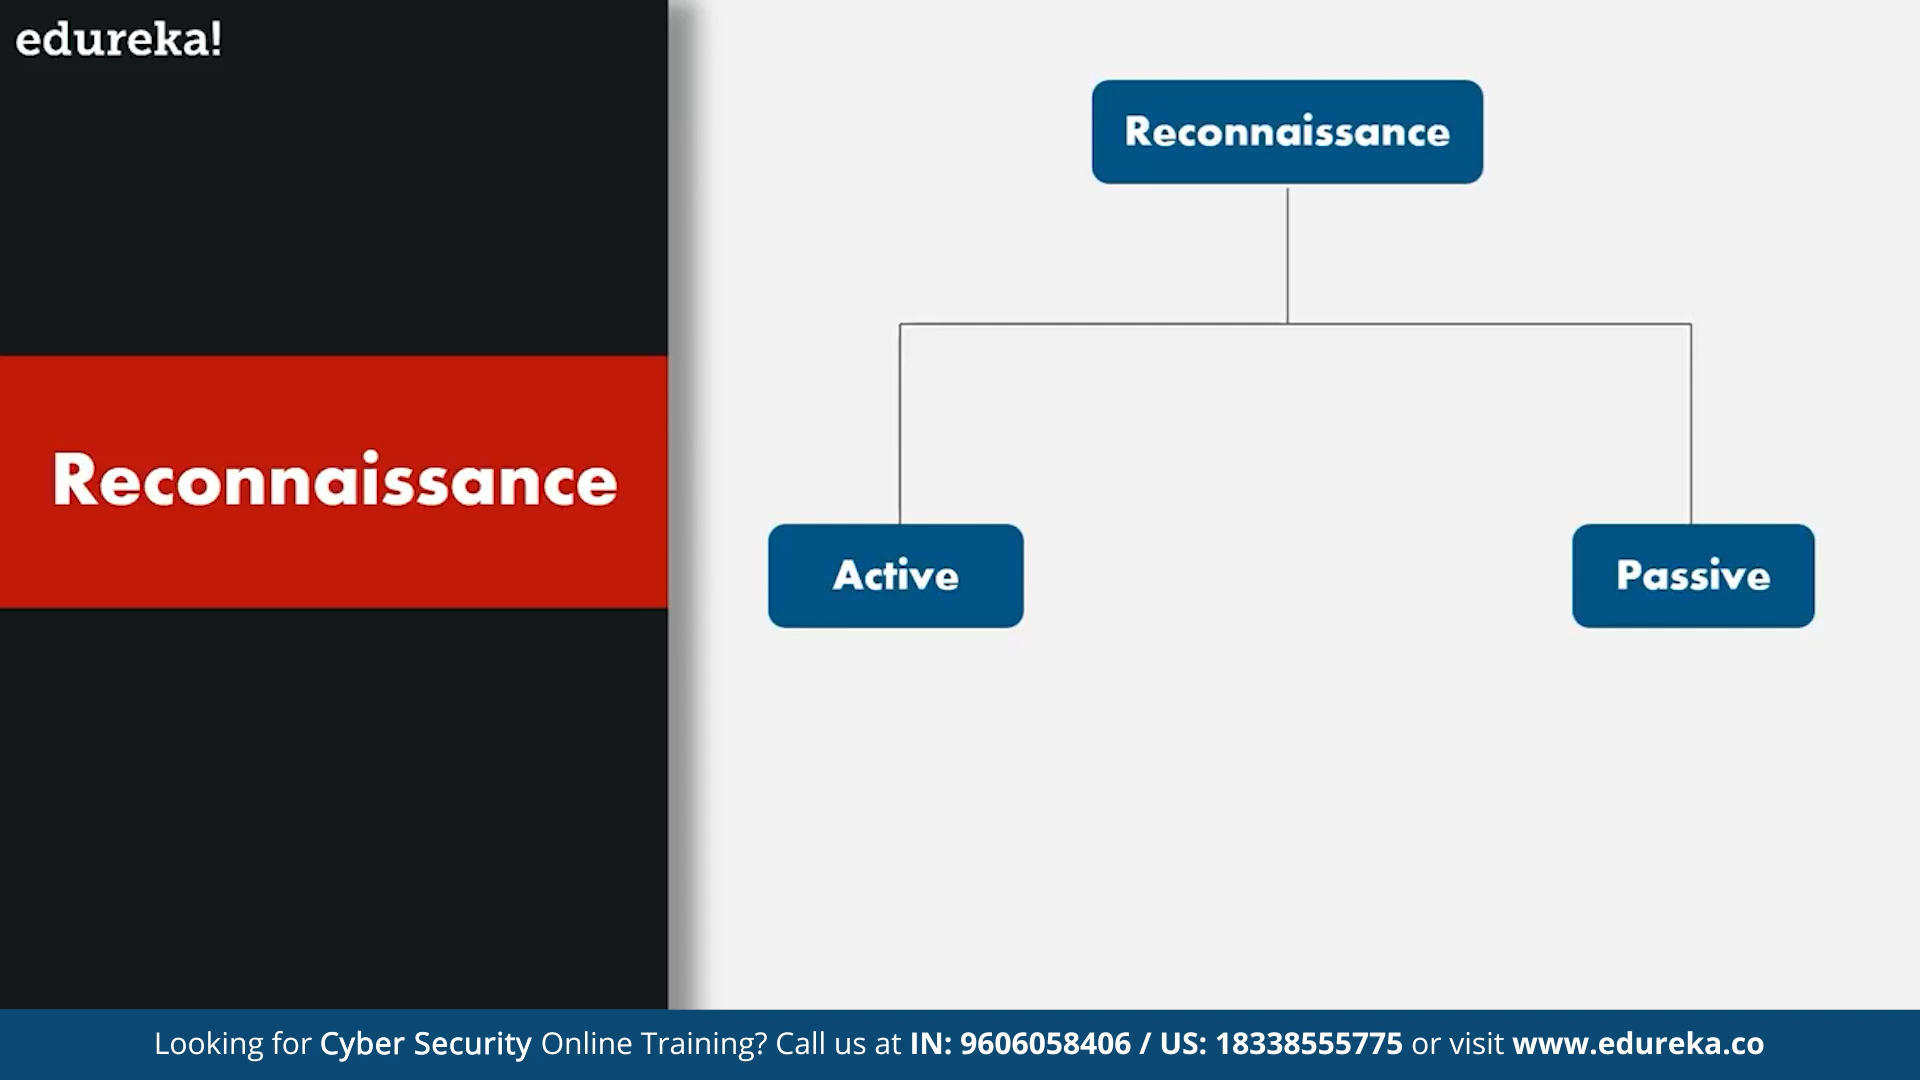 edureka!
Reconnaissance
Reconnaissance
Active
Passive
Looking for Cyber Security Online Training? Call us at IN: 9606058406 / US: 18338555775 or visit www.edureka.co